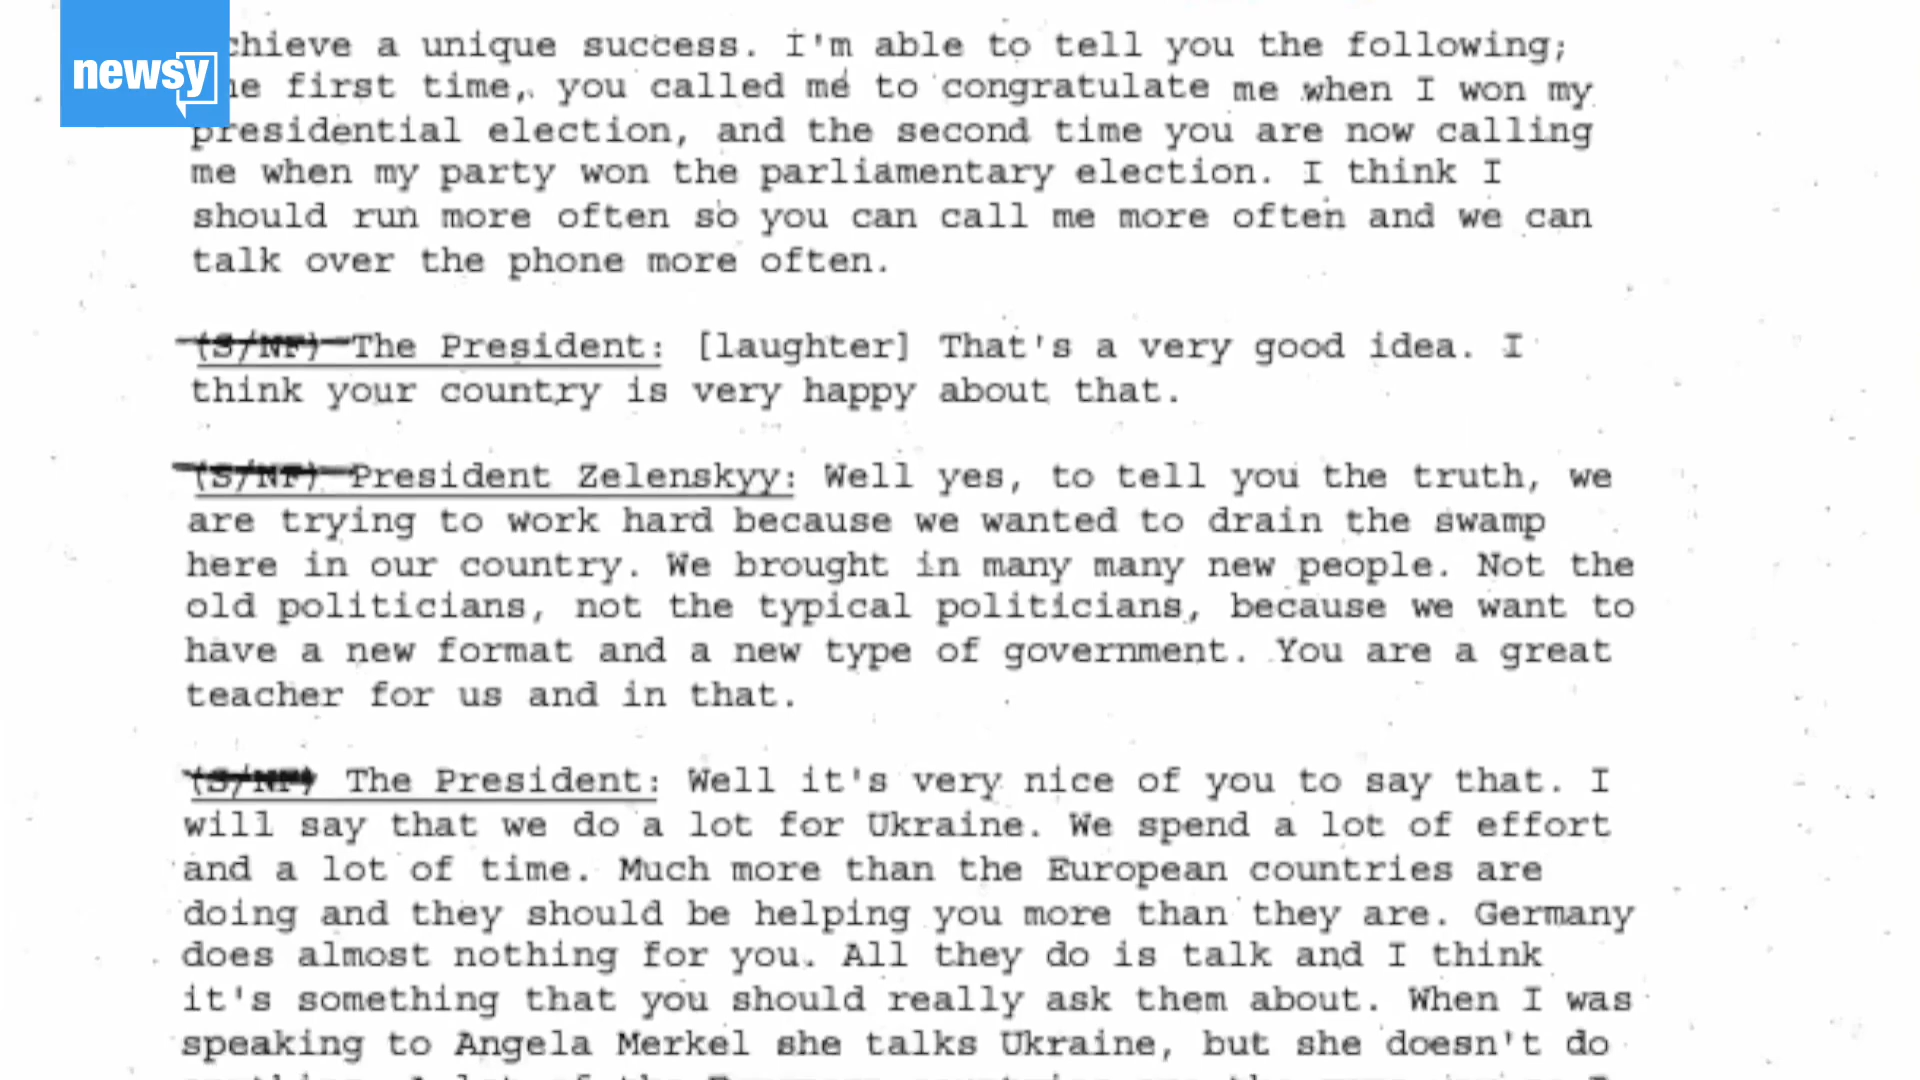 newsy
chieve a unique success. I'm able to tell you the following;
he first time, you called me to congratulate me when I won my
presidential election, and the second time you are now calling
me when my party won the parliamentary election. I think I
should run more often so you can call me more often and we can
talk over the phone more often.
(S/NF) The President: [laughter] That's a very good idea. I
think your country is very happy about that.
(S/NF) President Zelenskyy: Well yes, to tell you the truth, we
are trying to work hard because we wanted to drain the swamp
here in our country. We brought in many many new people. Not the
old politicians, not the typical politicians, because we want to
have a new format and a new type of government. You are a great
teacher for us and in that.
(S/NF) The President: Well it's very nice of you to say that. I
will say that we do a lot for Ukraine. We spend a lot of effort
and a lot of time. Much more than the European countries are
doing and they should be helping you more than they are. Germany
does almost nothing for you. All they do is talk and I think
it's something that you should really ask them about. When I was
speaking to Angela Merkel she talks Ukraine, but she doesn't do